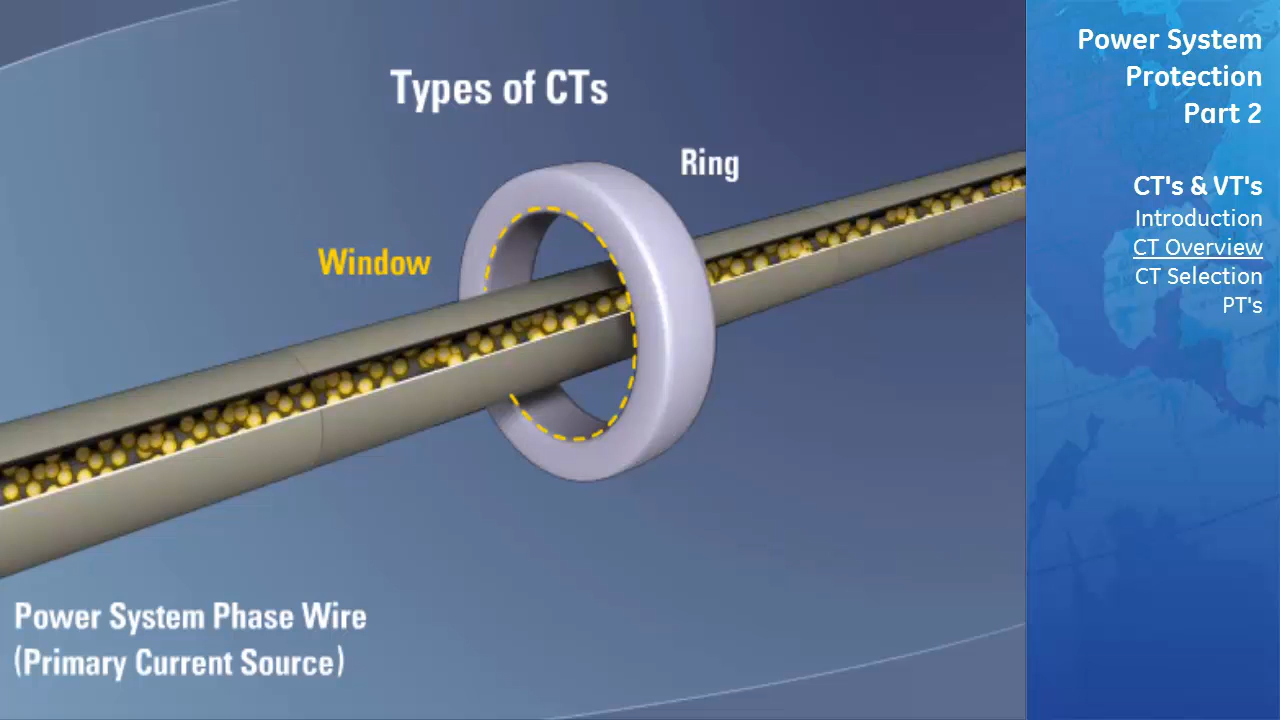 Types of CTs
Ring
Window
Power System Phase Wire
(Primary Current Source)
Power System
Protection
Part 2
CT's & VT's
Introduction
CT Overview
CT Selection
PT's